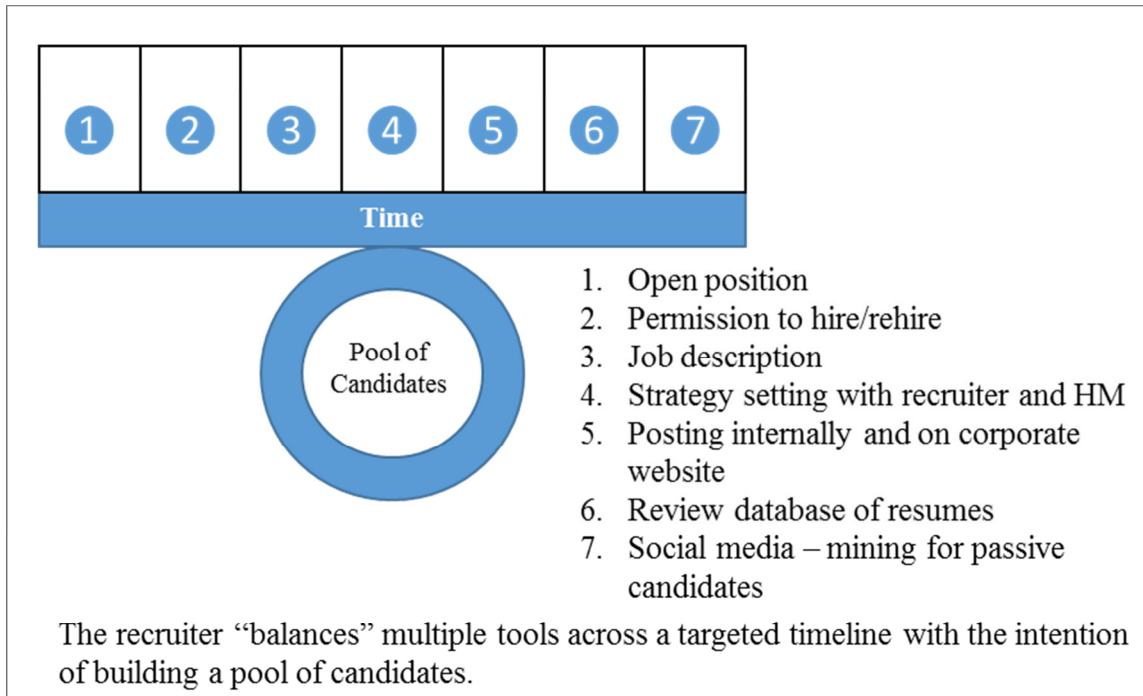 1 2 3 4 5 6 7
Time
Pool of
Candidates
1. Open position
2. Permission to hire/rehire
3. Job description
4. Strategy setting with recruiter and HM
5. Posting internally and on corporate
website
6. Review database of resumes
7. Social media – mining for passive
candidates
The recruiter “balances” multiple tools across a targeted timeline with the intention
of building a pool of candidates.